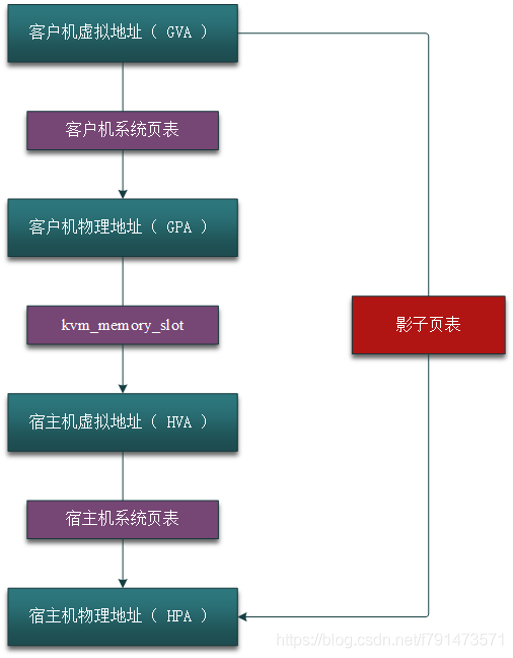 客户机虚拟地址（ GVA ）
客户机系统页表
客户机物理地址（ GPA ）
kvm_memory_slot
影子页表
宿主机虚拟地址（ HVA ）
宿主机系统页表
宿主机物理地址（ HPA ）
https://blog.csdn.net/f791473571